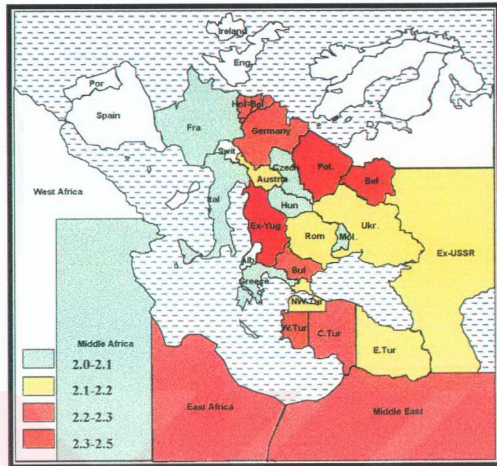 Ireland
Eng.
Por
Spain
Fra
Hol-Bel
Germany
Swit
Czech
Austria
Pol.
Bel
Hun
Ital
Ex-Yug
Rom
Mol.
Ukr.
Ex-USSR
West Africa
Alb
Bul
Greece
NW.Tur
W.Tur
C.Tur
E.Tur
Middle Africa
East Africa
Middle East
2.0-2.1
2.1-2.2
2.2-2.3
2.3-2.5